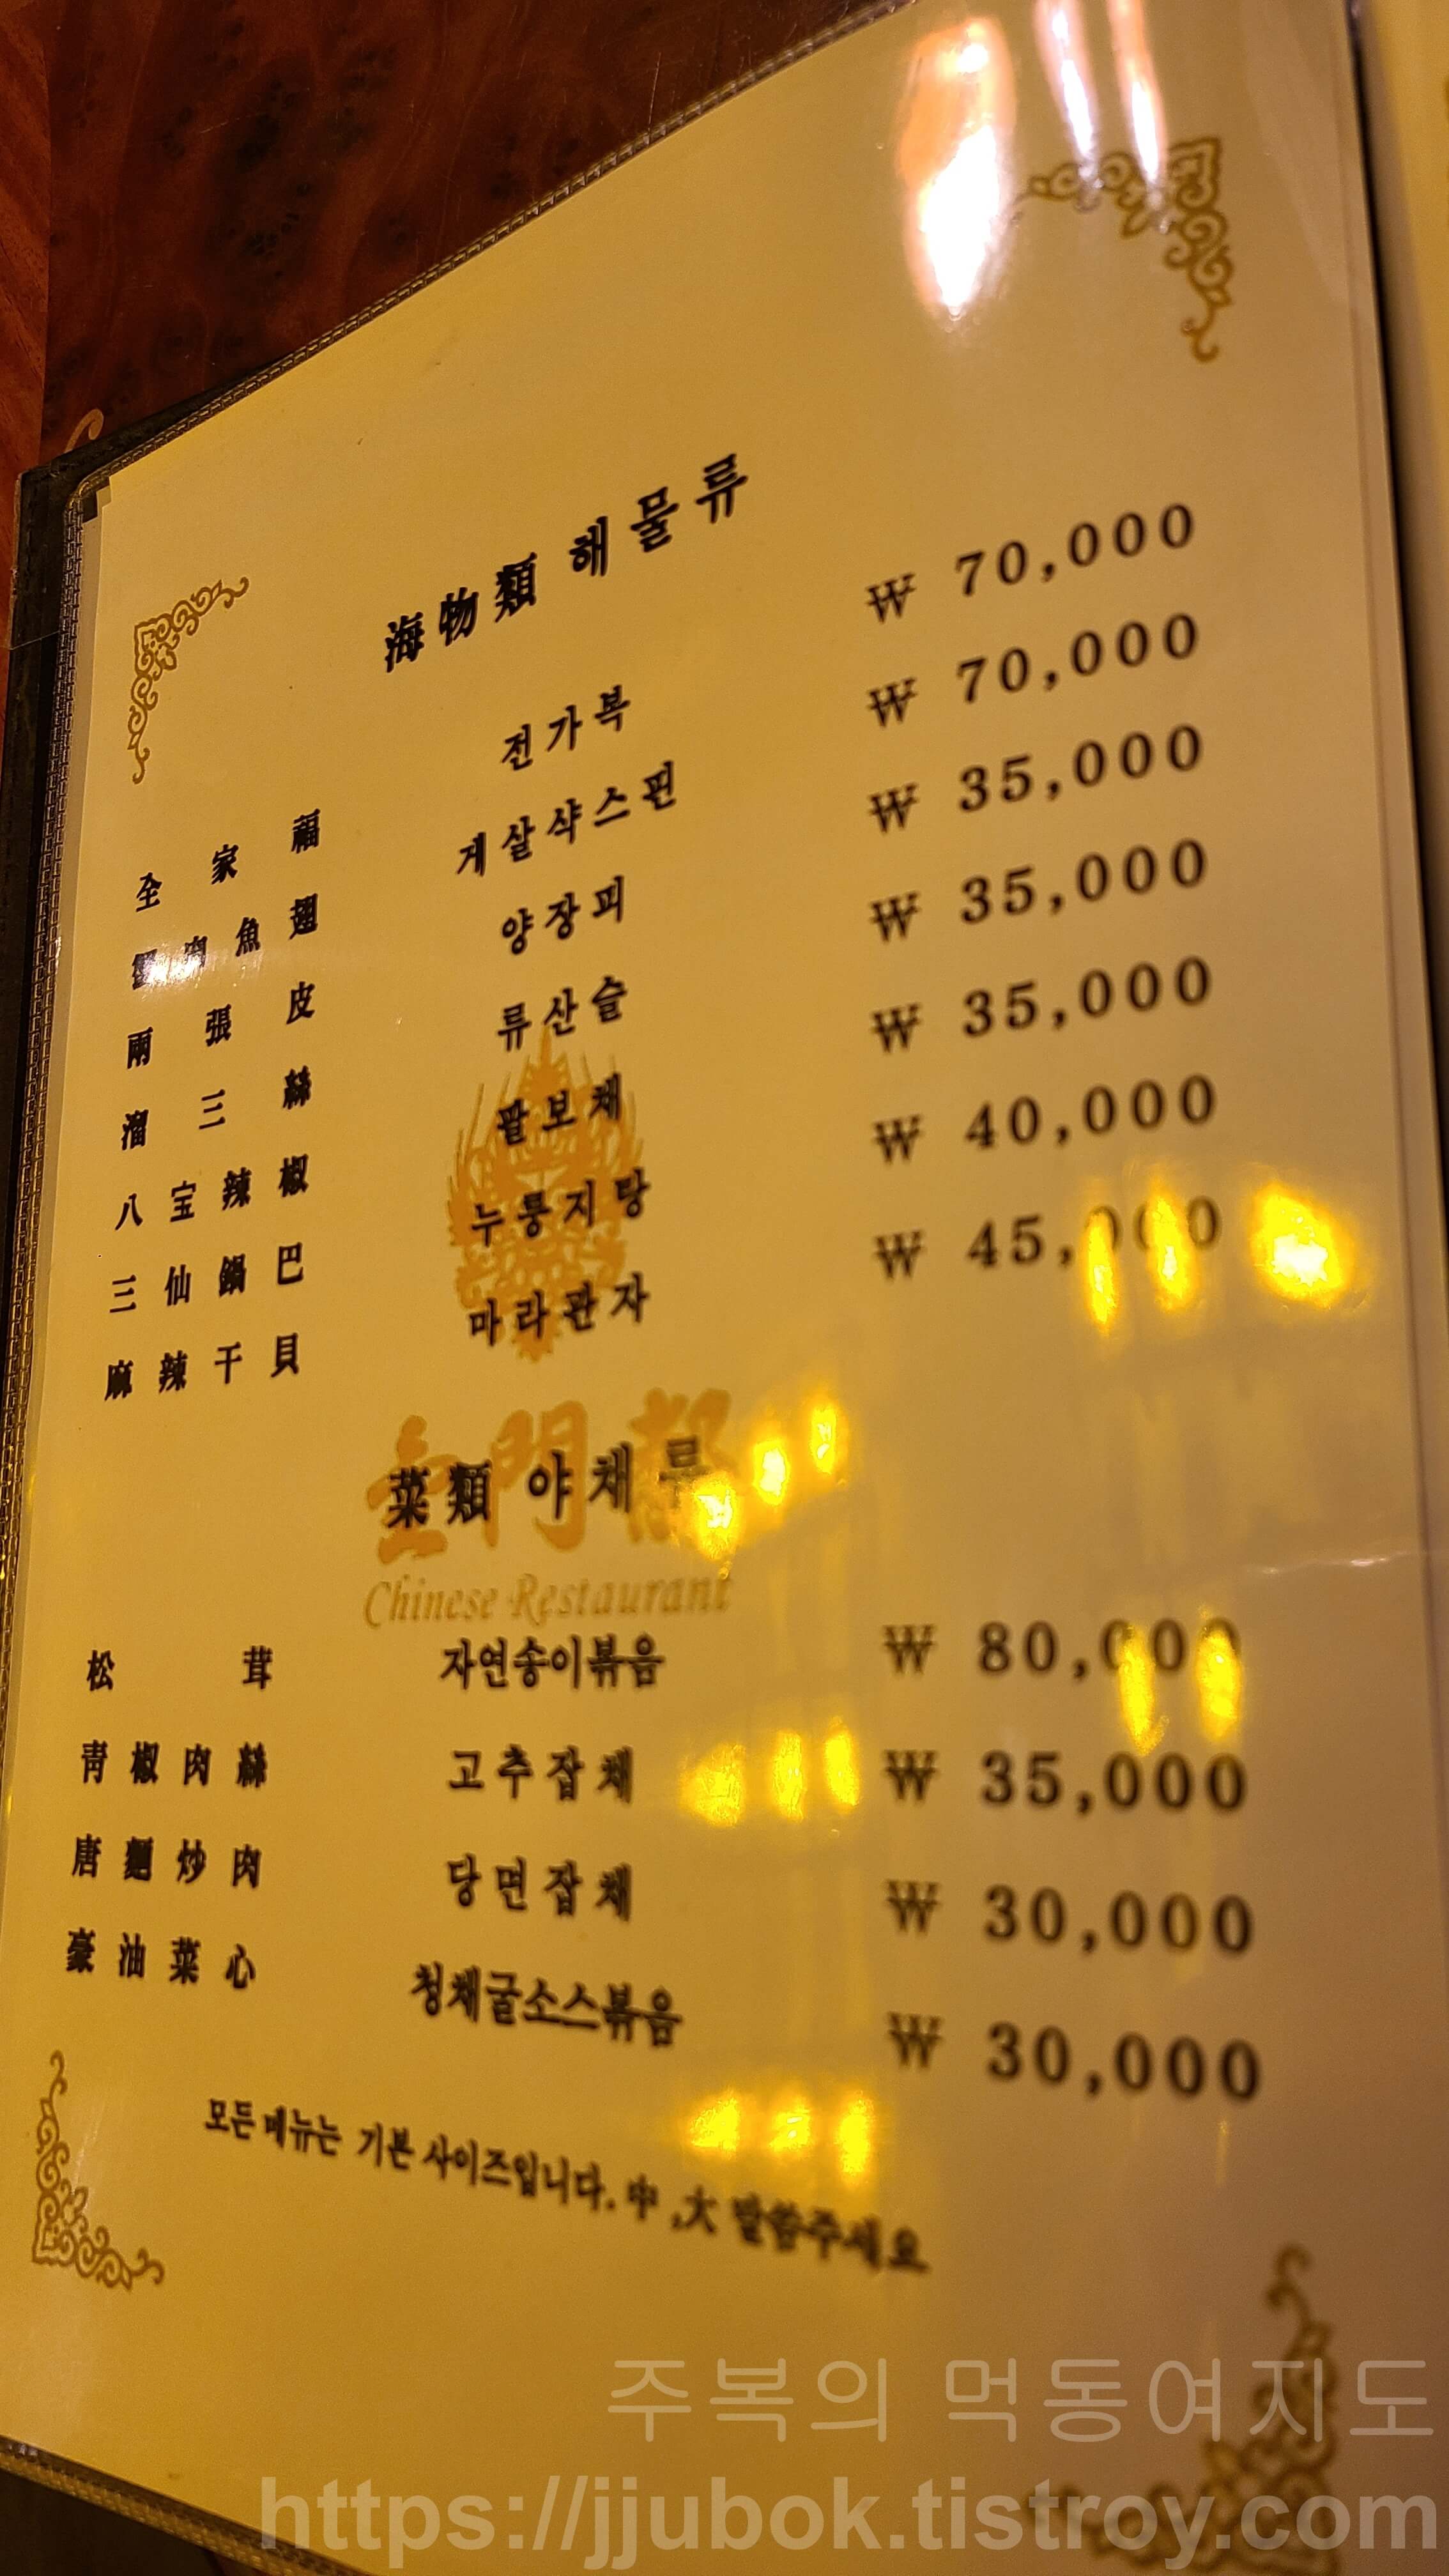 海物類 해물류
全家福 전가복 ₩ 70,000
肉魚翅 게살샥스핀 ₩ 70,000
兩張皮 양장피 ₩ 35,000
溜三絲 류산슬 ₩ 35,000
八宝辣椒 팔보채 ₩ 35,000
三仙鍋巴 누룽지탕 ₩ 40,000
麻辣干貝 마라관자 ₩ 45,000
金門都
菜類 야채류
Chinese Restaurant
松茸 자연송이볶음 ₩ 80,000
靑椒肉絲 고추잡채 ₩ 35,000
唐麵炒肉 당면잡채 ₩ 30,000
豪油菜心 청채굴소스볶음 ₩ 30,000
모든 메뉴는 기본 사이즈입니다. 中,大 말씀주세요
주복의 먹동여지도
https://jjubok.tistroy.com